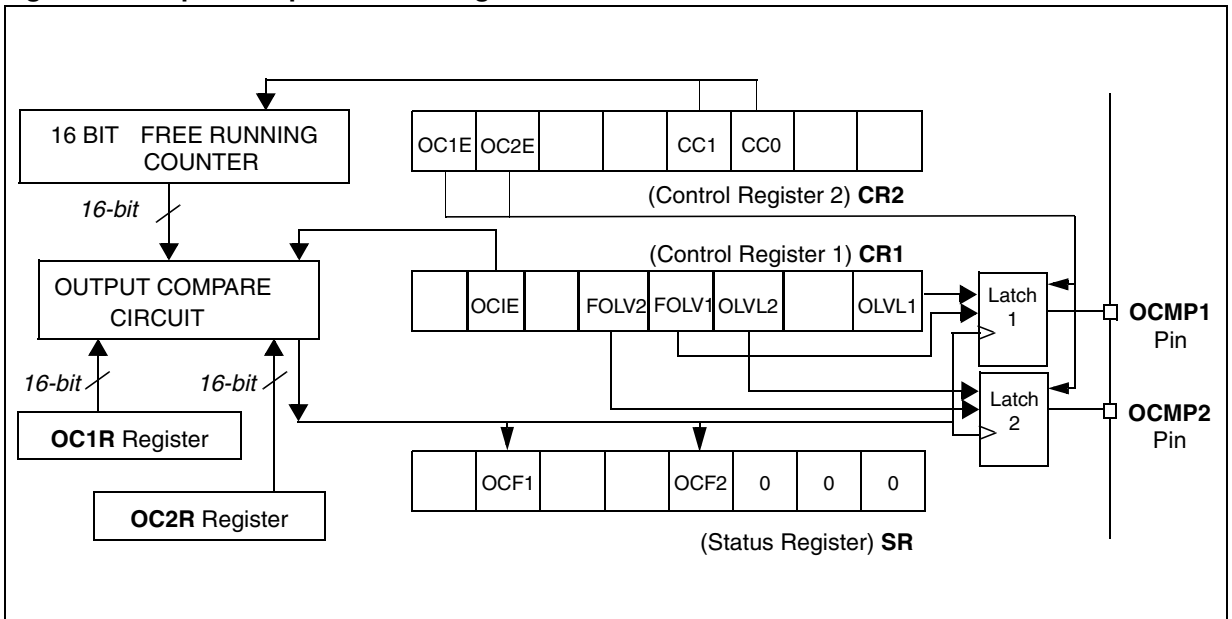 16 BIT FREE RUNNING
COUNTER
16-bit
OUTPUT COMPARE
CIRCUIT
16-bit
16-bit
OC1R Register
OC2R Register
OC1E OC2E CC1 CC0
(Control Register 2) CR2
(Control Register 1) CR1
OCIE FOLV2 FOLV1 OLVL2 OLVL1
Latch
1
OCMP1
Pin
Latch
2
OCMP2
Pin
OCF1 OCF2 0 0 0
(Status Register) SR